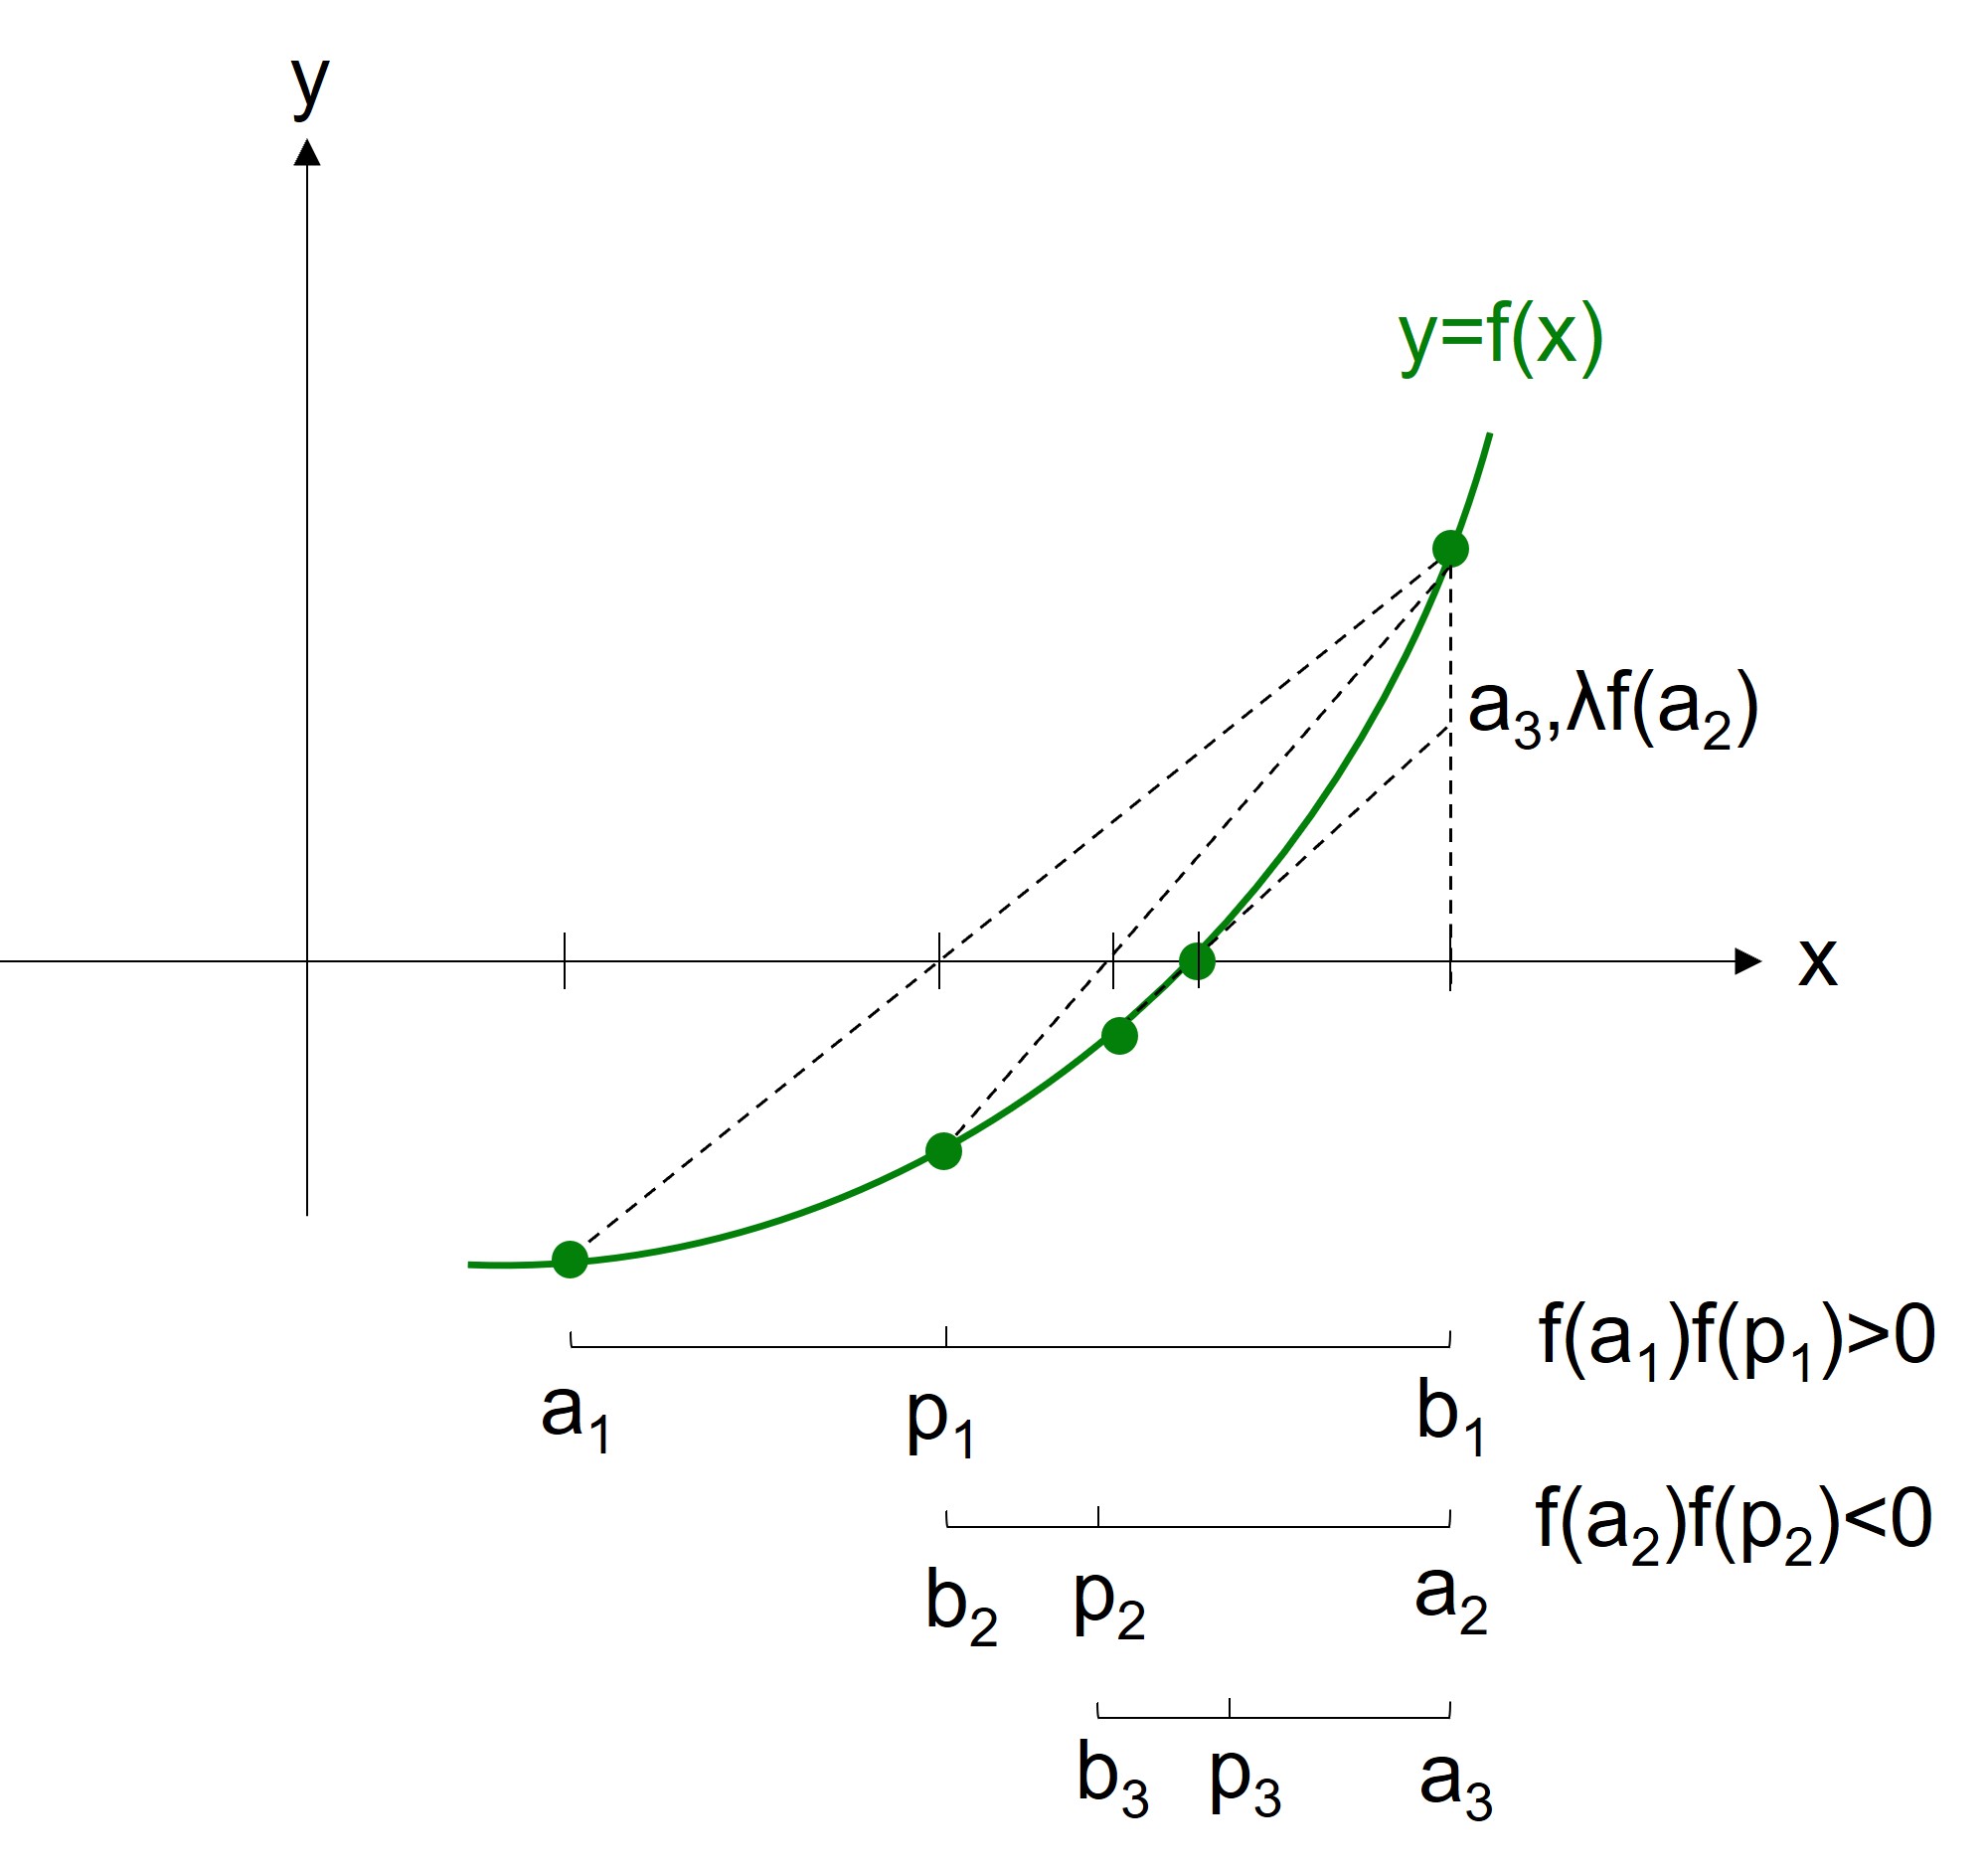 y
y=f(x)
a₃,λf(a₂)
x
f(a₁)f(p₁)>0
a₁ p₁ b₁
f(a₂)f(p₂)<0
b₂ p₂ a₂
b₃ p₃ a₃